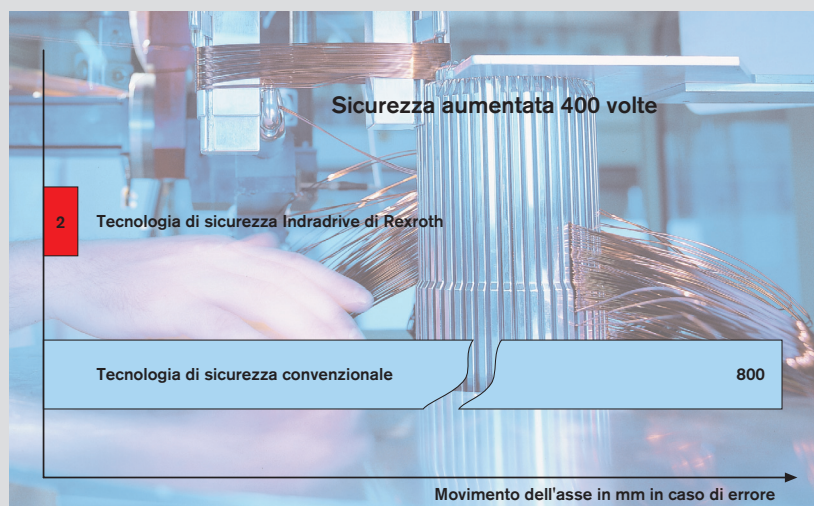 Sicurezza aumentata 400 volte
2 Tecnologia di sicurezza Indradrive di Rexroth
Tecnologia di sicurezza convenzionale 800
Movimento dell'asse in mm in caso di errore